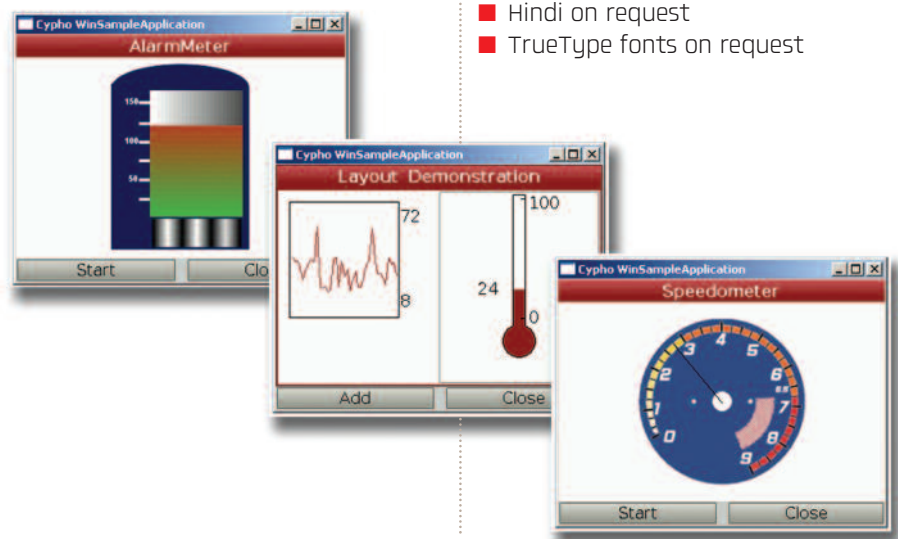 Hindi on request
TrueType fonts on request
Cypho WinSampleApplication
AlarmMeter
150
100
50
Start Clo
Cypho WinSampleApplication
Layout Demonstration
72
8
100
24
0
Add Close
Cypho WinSampleApplication
Speedometer
0
1
2
3
4
5
6
7
8
9
Start Close